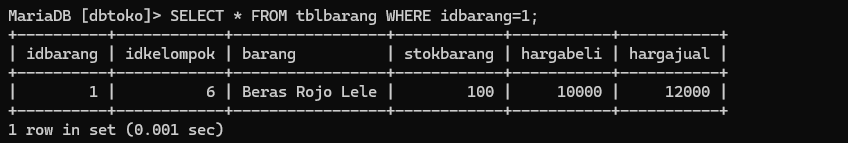 MariaDB [dbtoko]> SELECT * FROM tblbarang WHERE idbarang=1;
+----------+------------+-----------------+------------+-----------+-----------+
| idbarang | idkelompok | barang          | stokbarang | hargabeli | hargajual |
+----------+------------+-----------------+------------+-----------+-----------+
|        1 |          6 | Beras Rojo Lele |        100 |     10000 |     12000 |
+----------+------------+-----------------+------------+-----------+-----------+
1 row in set (0.001 sec)